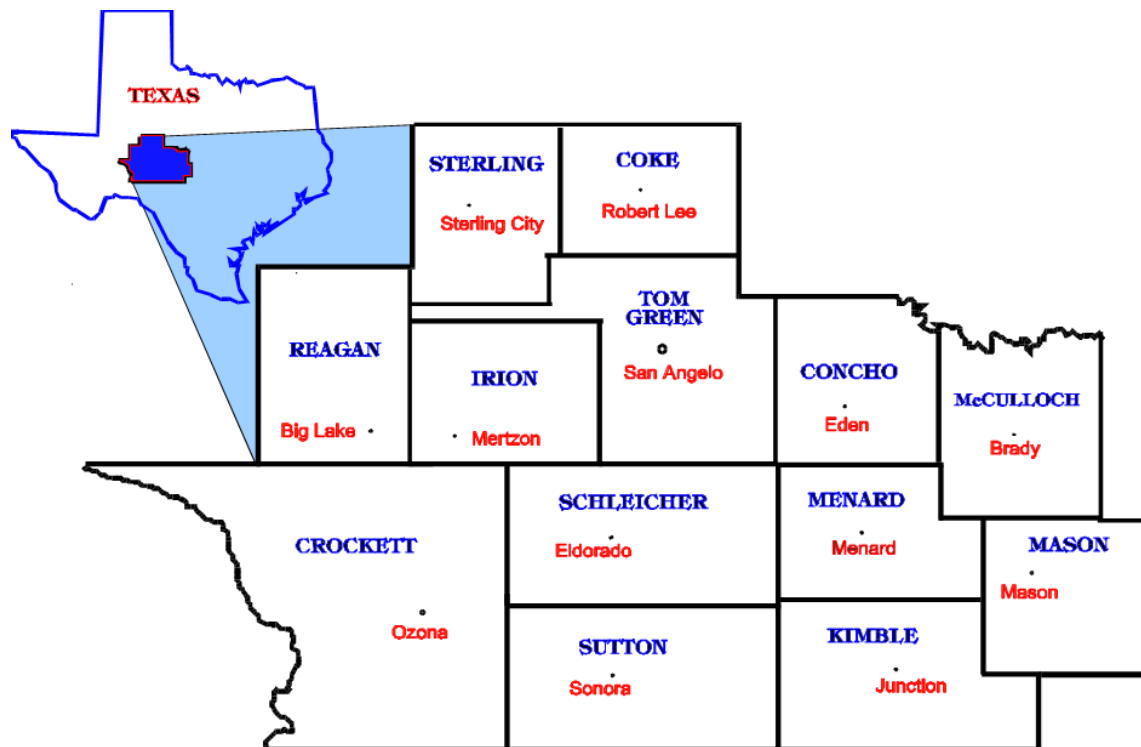 TEXAS
STERLING
COKE
Sterling City
Robert Lee
TOM
GREEN
REAGAN
IRION
San Angelo
CONCHO
McCULLOCH
Big Lake
Mertzon
Eden
Brady
SCHLEICHER
MENARD
CROCKETT
Eldorado
Menard
MASON
Mason
Ozona
SUTTON
KIMBLE
Sonora
Junction